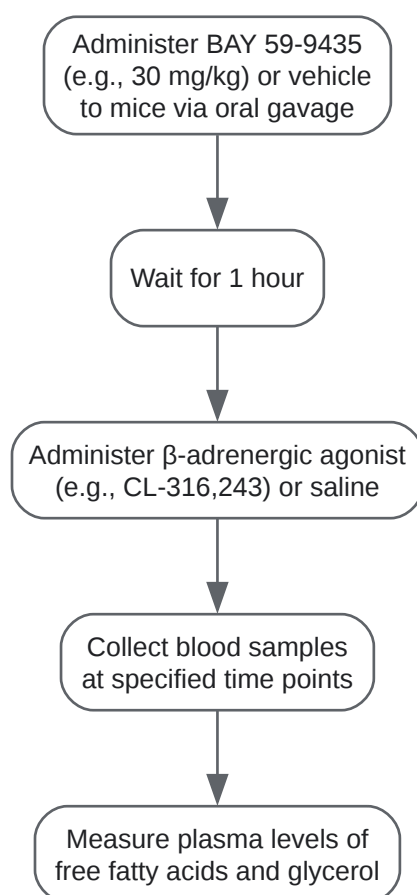 Administer BAY 59-9435
(e.g., 30 mg/kg) or vehicle
to mice via oral gavage
Wait for 1 hour
Administer β-adrenergic agonist
(e.g., CL-316,243) or saline
Collect blood samples
at specified time points
Measure plasma levels of
free fatty acids and glycerol